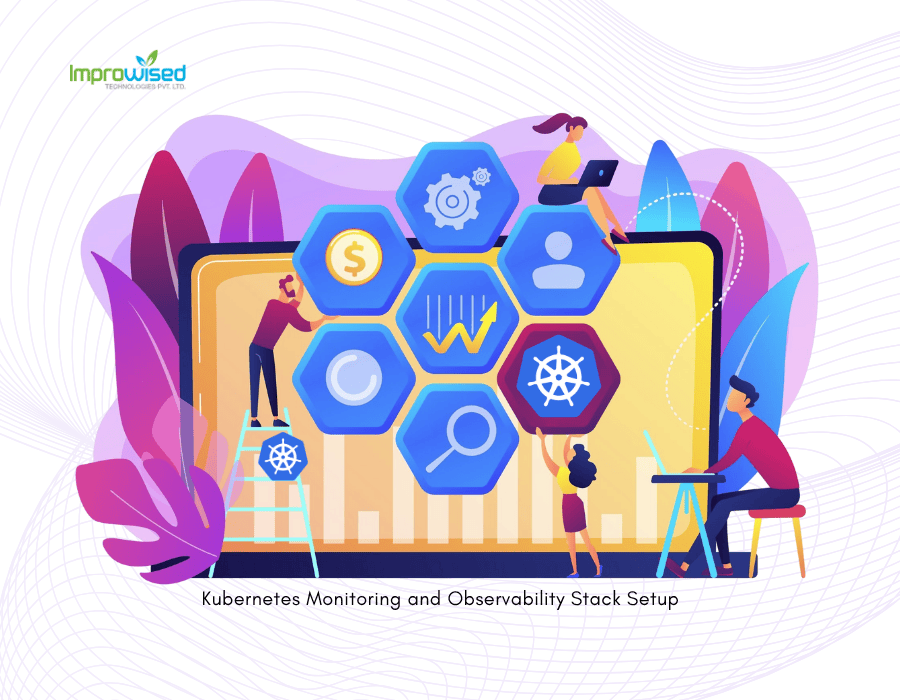 Improwised
TECHNOLOGIES PVT. LTD.
$
Kubernetes Monitoring and Observability Stack Setup